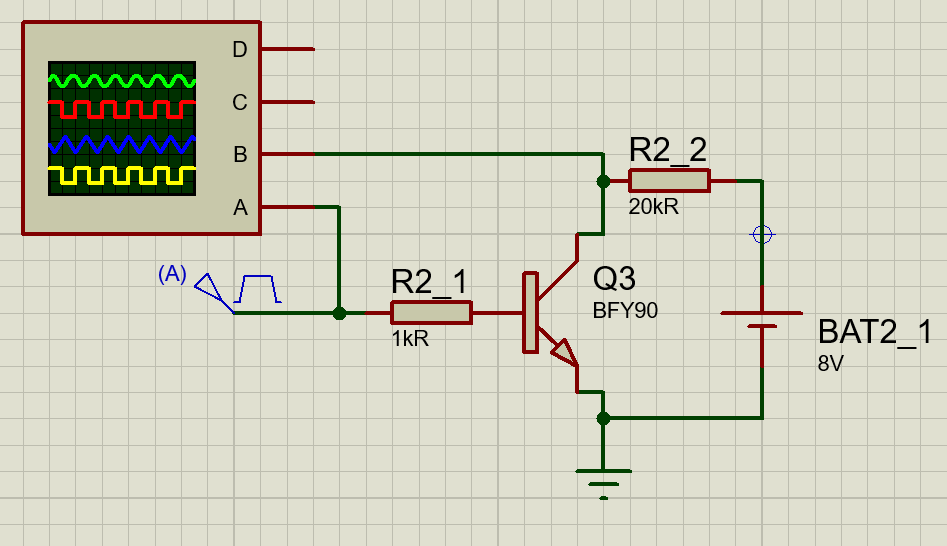 D
C
B
A
(A)
R2_1
1kR
R2_2
20kR
Q3
BFY90
BAT2_1
8V